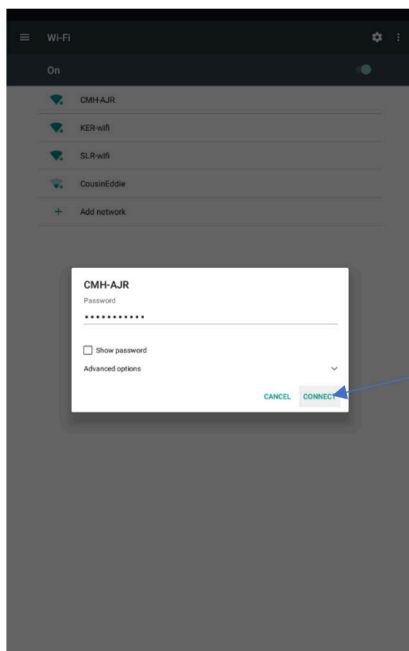 Wi-Fi
On
CMH-AJR
KER-wifi
SLR-wifi
CousinEddie
+ Add network
CMH-AJR
Password
•••••••••••
Show password
Advanced options
CANCEL CONNECT